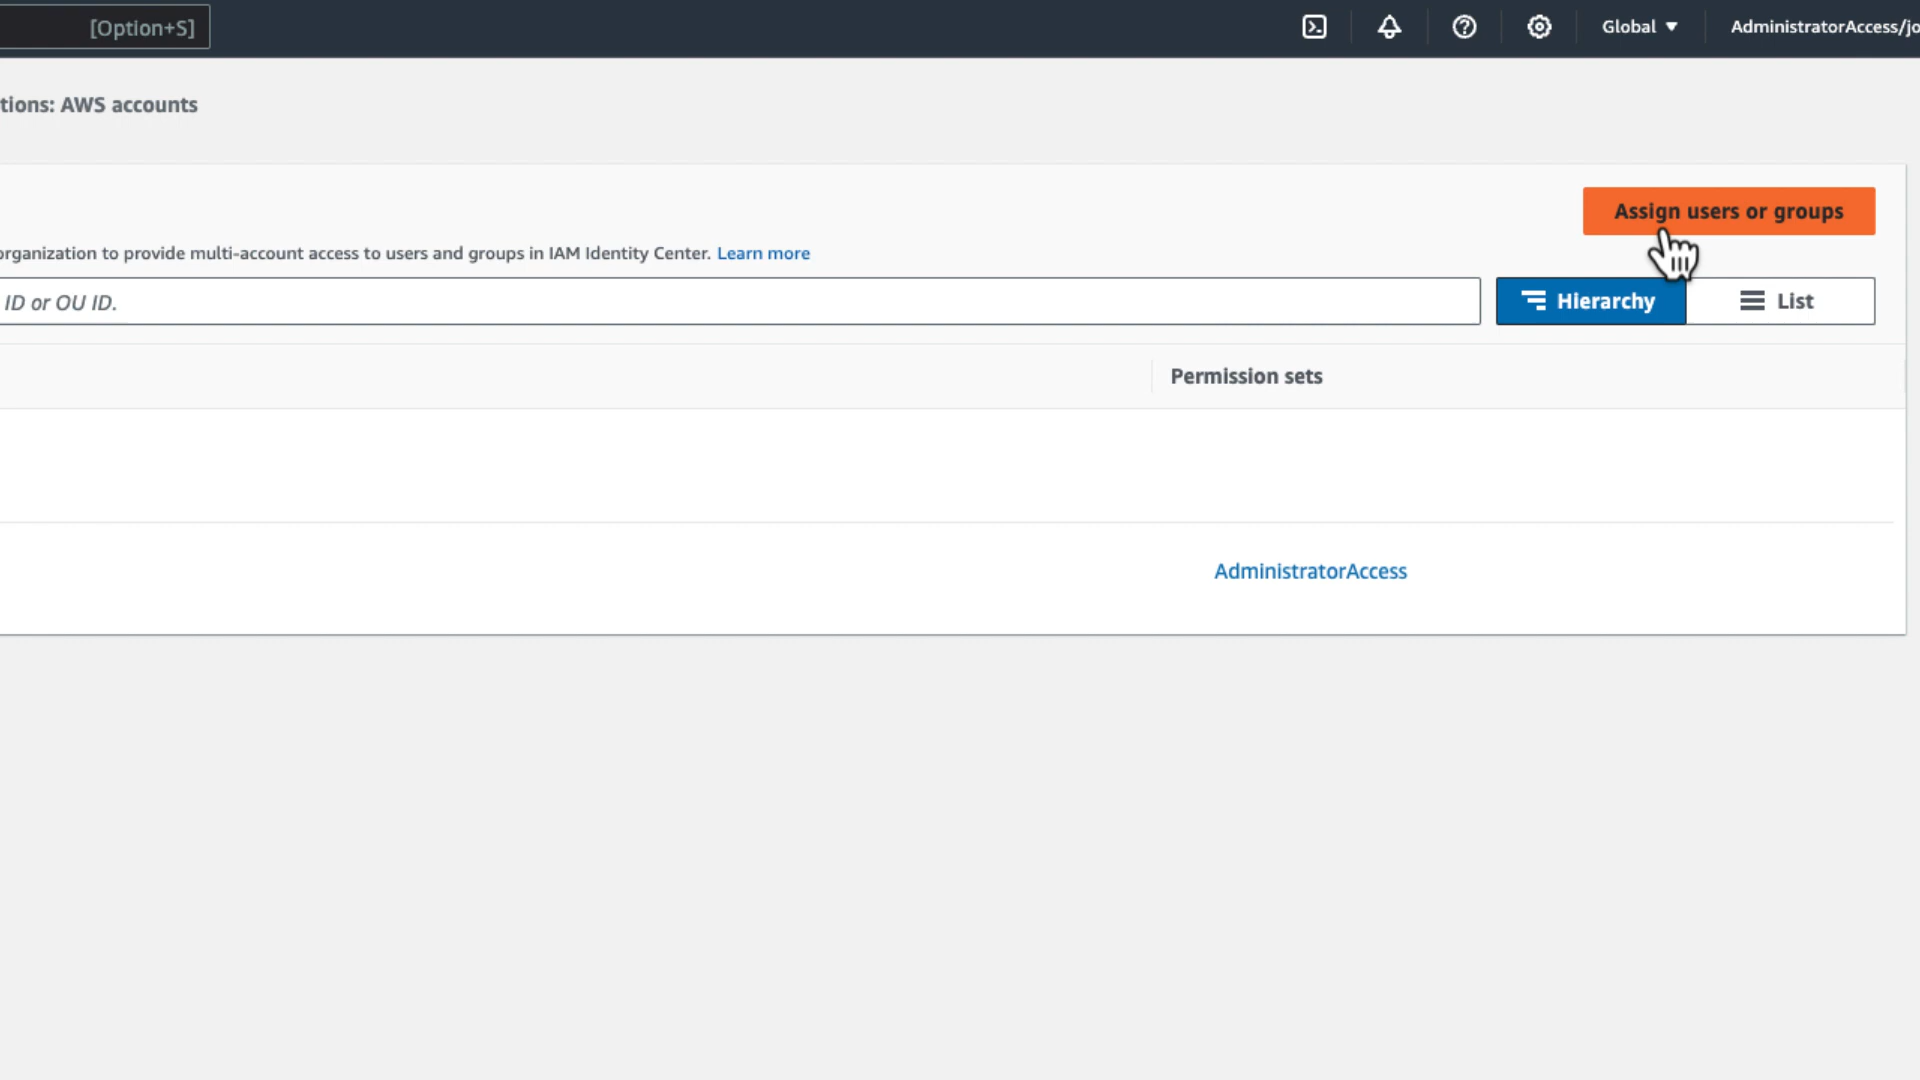 [Option+S]
Global
AdministratorAccess/jo
tions: AWS accounts
Assign users or groups
organization to provide multi-account access to users and groups in IAM Identity Center. Learn more
ID or OU ID.
Hierarchy
List
Permission sets
AdministratorAccess